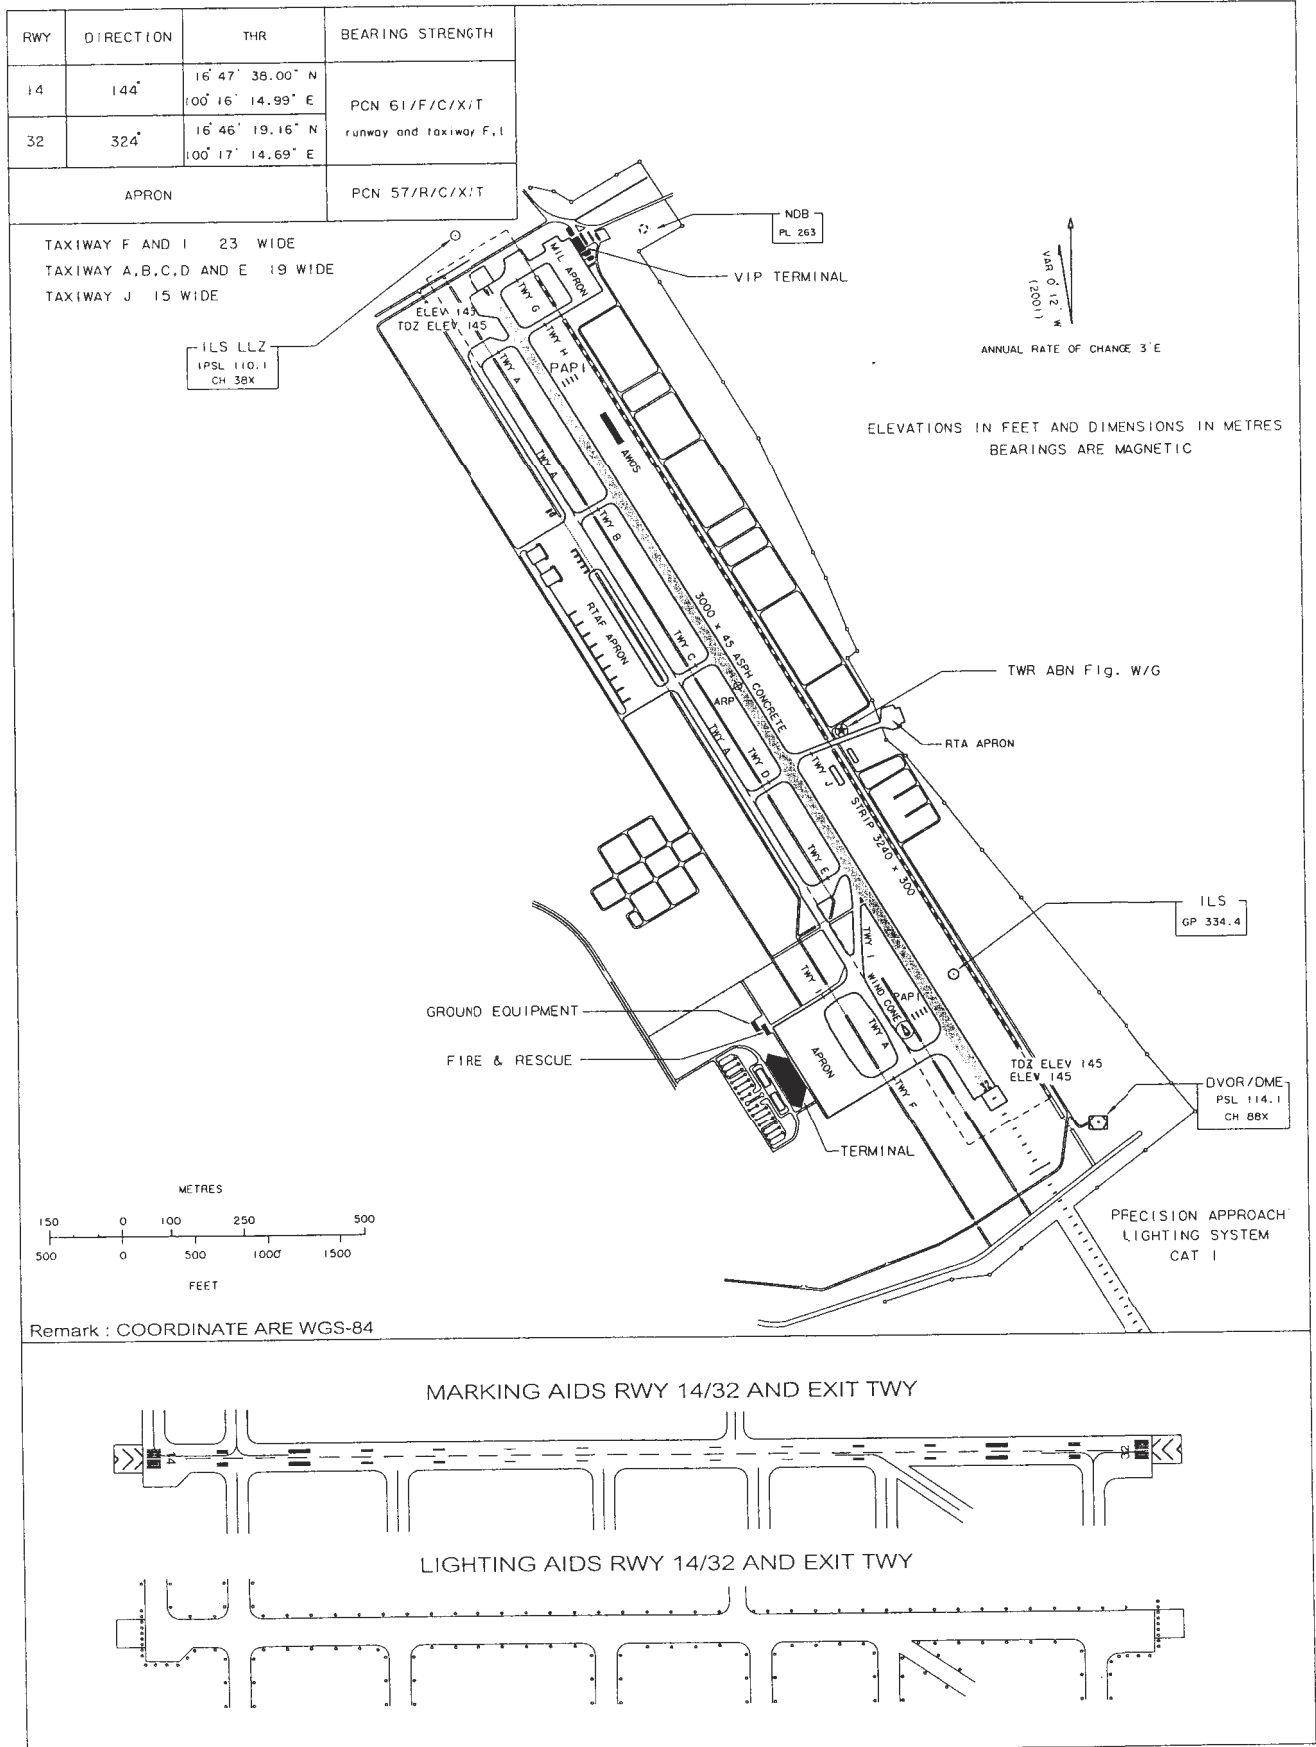 RWY DIRECTION THR BEARING STRENGTH
14 144° 16° 47' 38.00" N
100° 16' 14.99" E
PCN 61/F/C/X/T
runway and taxiway F,I
32 324° 16° 46' 19.16" N
100° 17' 14.69" E
APRON PCN 57/R/C/X/T
TAXIWAY F AND I 23 WIDE
TAXIWAY A,B,C,D AND E 19 WIDE
TAXIWAY J 15 WIDE
NDB
PL 263
VIP TERMINAL
MIL APRON
TWY G
ELEV 145
TDZ ELEV 145
TWY H
TWY A
PAPI
ILS LLZ
IPSL 110.1
CH 38X
VAR 0° 12' W
(2001)
ANNUAL RATE OF CHANGE 3'E
ELEVATIONS IN FEET AND DIMENSIONS IN METRES
BEARINGS ARE MAGNETIC
AWOS
TWY A
TWY B
RTAF APRON
TWY C
3000 x 45 ASPH CONCRETE
ARP
TWR ABN Flg. W/G
RTA APRON
TWY A
TWY D
TWY J
STRIP 3240 x 300
TWY E
ILS
GP 334.4
TWY I
TWY I
WIND CONE
PAPI
GROUND EQUIPMENT
FIRE & RESCUE
APRON
TWY A
TWY F
32
TDZ ELEV 145
ELEV 145
DVOR/DME
PSL 114.1
CH 88X
TERMINAL
PRECISION APPROACH
LIGHTING SYSTEM
CAT I
METRES
150 0 100 250 500
500 0 500 1000 1500
FEET
Remark : COORDINATE ARE WGS-84
MARKING AIDS RWY 14/32 AND EXIT TWY
14
32
LIGHTING AIDS RWY 14/32 AND EXIT TWY